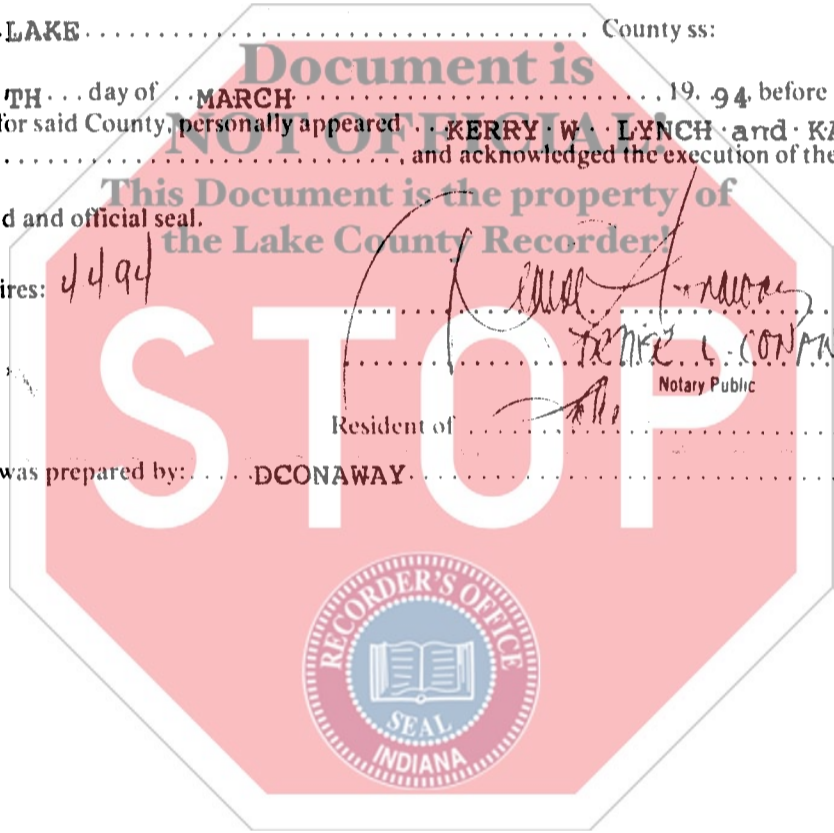 LAKE County ss:
Document is
TH day of MARCH 19 94, before
NOT OFFICIAL!
for said County, personally appeared KERRY W. LYNCH and KA
and acknowledged the execution of the
This Document is the property of
d and official seal.
the Lake County Recorder!
ires: 4 4 94
Notary Public
Resident of
was prepared by: DCONAWAY
STOP
RECORDER'S OFFICE
SEAL
INDIANA